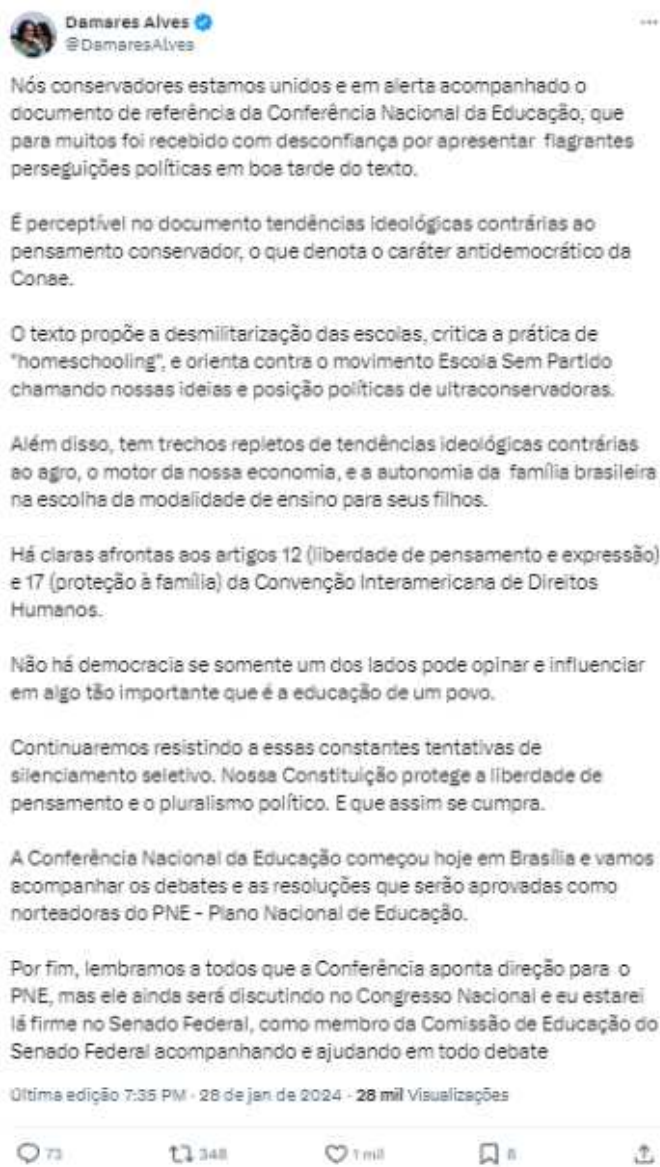 Damares Alves
@DamaresAlves
Nós conservadores estamos unidos e em alerta acompanhado o
documento de referência da Conferência Nacional da Educação, que
para muitos foi recebido com desconfiança por apresentar flagrantes
perseguições políticas em boa tarde do texto.
É perceptível no documento tendências ideológicas contrárias ao
pensamento conservador, o que denota o caráter antidemocrático da
Conae.
O texto propõe a desmilitarização das escolas, critica a prática de
"homeschooling", e orienta contra o movimento Escola Sem Partido
chamando nossas ideias e posição políticas de ultraconservadoras.
Além disso, tem trechos repletos de tendências ideológicas contrárias
ao agro, o motor da nossa economia, e a autonomia da família brasileira
na escolha da modalidade de ensino para seus filhos.
Há claras afrontas aos artigos 12 (liberdade de pensamento e expressão)
e 17 (proteção à família) da Convenção Interamericana de Direitos
Humanos.
Não há democracia se somente um dos lados pode opinar e influenciar
em algo tão importante que é a educação de um povo.
Continuaremos resistindo a essas constantes tentativas de
silenciamento seletivo. Nossa Constituição protege a liberdade de
pensamento e o pluralismo político. E que assim se cumpra.
A Conferência Nacional da Educação começou hoje em Brasília e vamos
acompanhar os debates e as resoluções que serão aprovadas como
norteadoras do PNE - Plano Nacional de Educação.
Por fim, lembramos a todos que a Conferência aponta direção para o
PNE, mas ele ainda será discutindo no Congresso Nacional e eu estarei
lá firme no Senado Federal, como membro da Comissão de Educação do
Senado Federal acompanhando e ajudando em todo debate
Última edição 7:35 PM · 28 de jan de 2024 · 28 mil Visualizações
73 348 1 mil 8